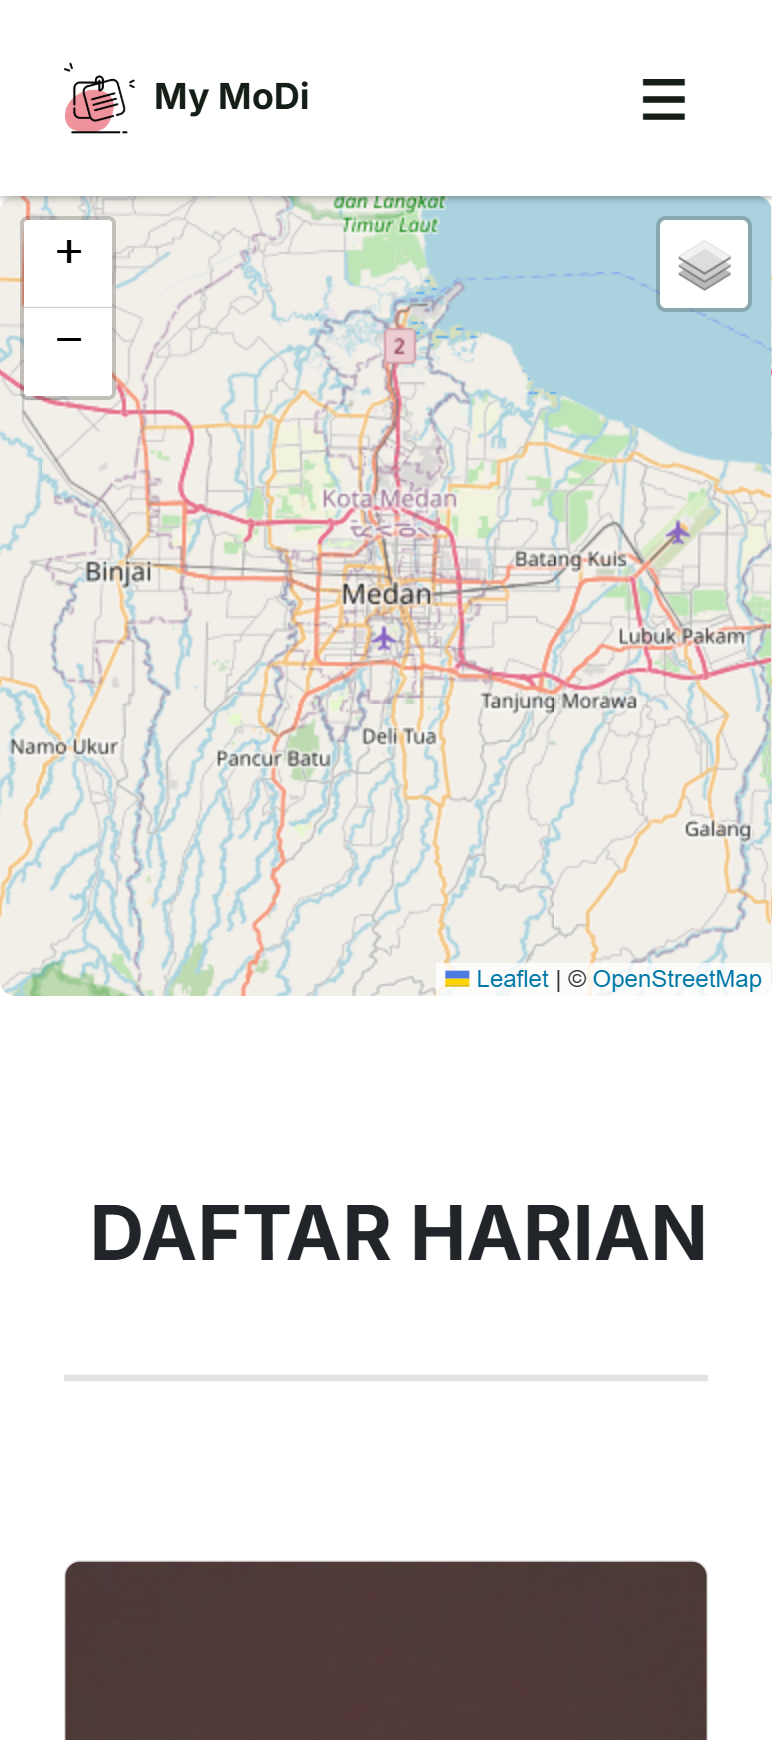 My MoDi
dan Langkat
Timur Laut
+
−
2
Kota Medan
Batang Kuis
Binjai
Medan
Lubuk Pakam
Tanjung Morawa
Deli Tua
Namo Ukur
Pancur Batu
Galang
Leaflet | © OpenStreetMap
DAFTAR HARIAN